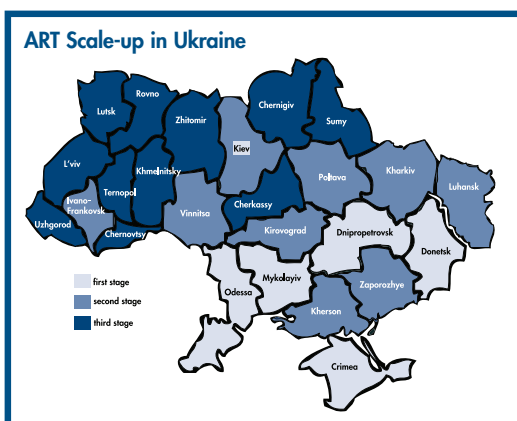 ART Scale-up in Ukraine
Rovno
Lutsk
Chernigiv
Zhitomir
Sumy
Kiev
L'viv
Khmelnitsky
Kharkiv
Poltava
Ternopol
Ivano-
Frankovsk
Luhansk
Cherkassy
Vinnitsa
Uzhgorod
Chernovtsy
Kirovograd
Dnipropetrovsk
Donetsk
first stage
second stage
third stage
Mykolayiv
Odessa
Zaporozhye
Kherson
Crimea